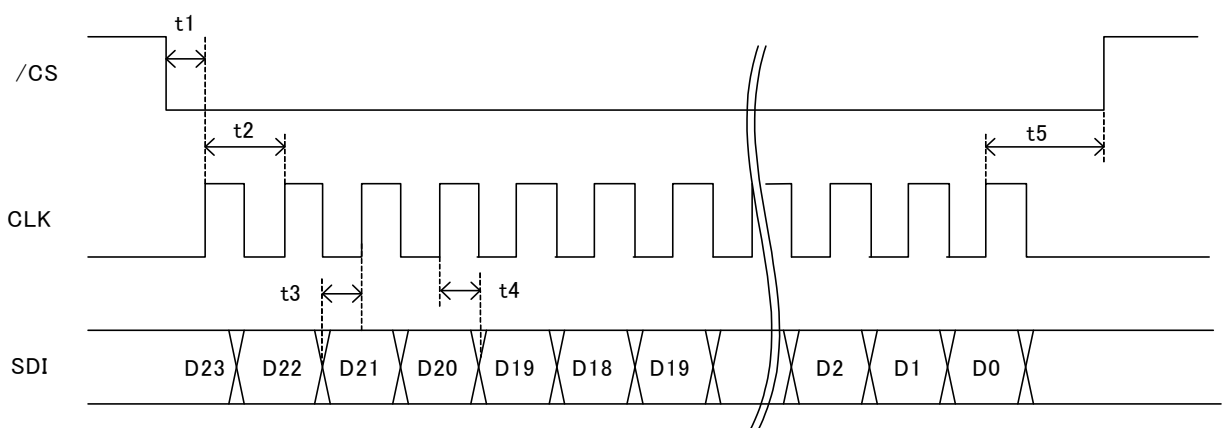 t1
/CS
t2
t5
CLK
t3
t4
SDI
D23 D22 D21 D20 D19 D18 D19 D2 D1 D0